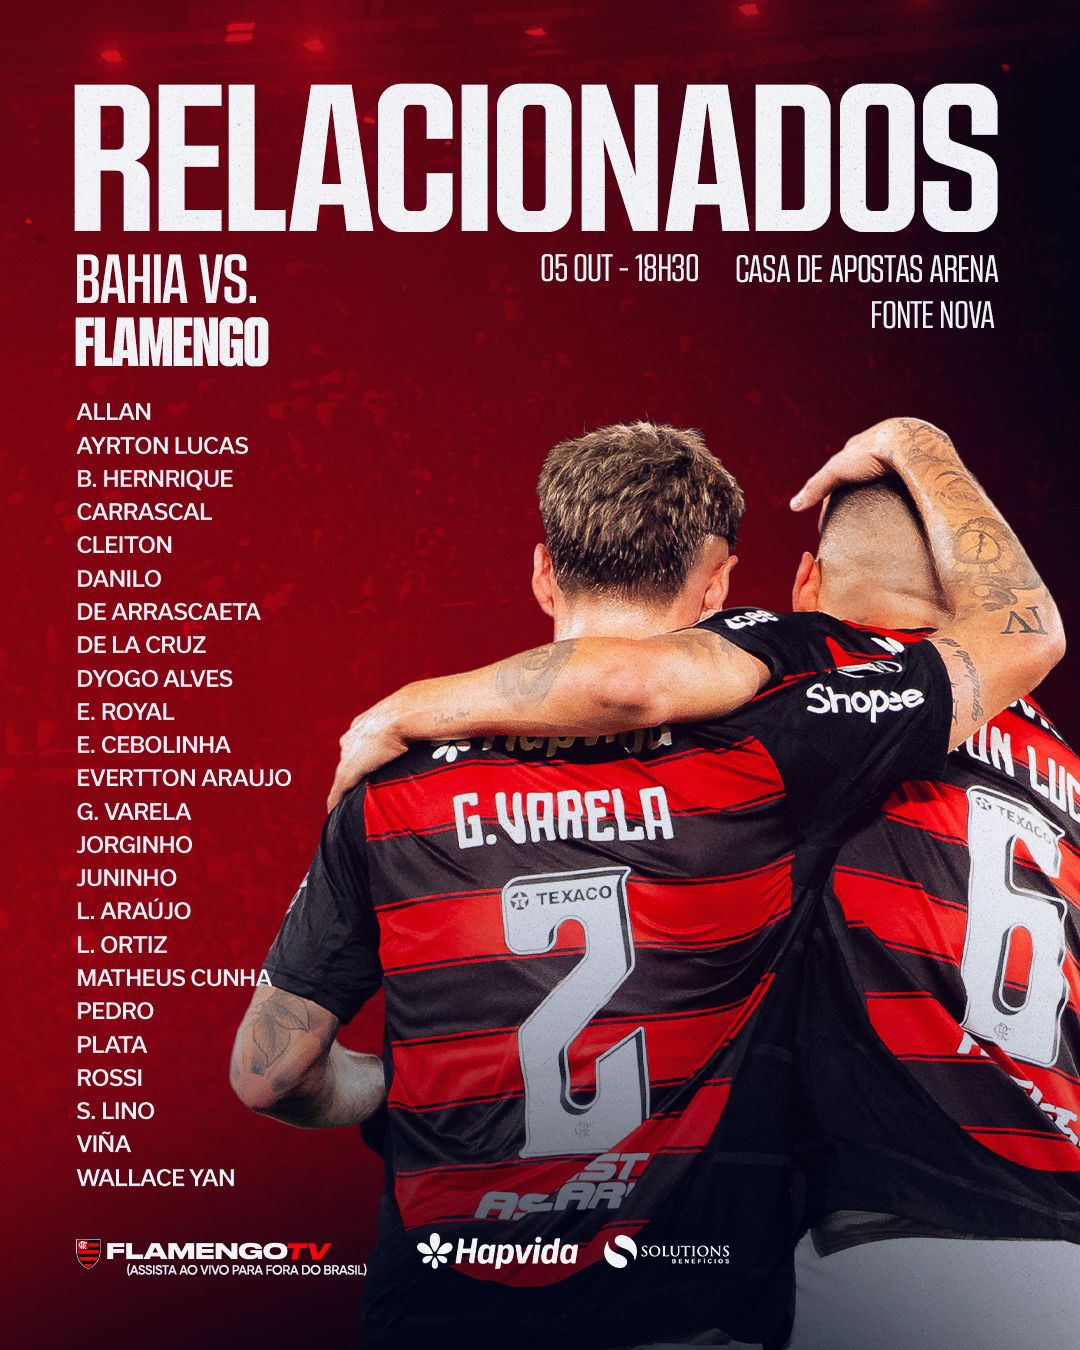 RELACIONADOS
BAHIA VS.
FLAMENGO
05 OUT - 18H30
CASA DE APOSTAS ARENA
FONTE NOVA
ALLAN
AYRTON LUCAS
B. HERNRIQUE
CARRASCAL
CLEITON
DANILO
DE ARRASCAETA
DE LA CRUZ
DYOGO ALVES
E. ROYAL
E. CEBOLINHA
EVERTTON ARAUJO
G. VARELA
JORGINHO
JUNINHO
L. ARAÚJO
L. ORTIZ
MATHEUS CUNHA
PEDRO
PLATA
ROSSI
S. LINO
VIÑA
WALLACE YAN
Shopee
Hapvida
G.VARELA
TEXACO
2
TEXACO
6
IV
FLAMENGOTV
(ASSISTA AO VIVO PARA FORA DO BRASIL)
Hapvida
SOLUTIONS
BENEFÍCIOS